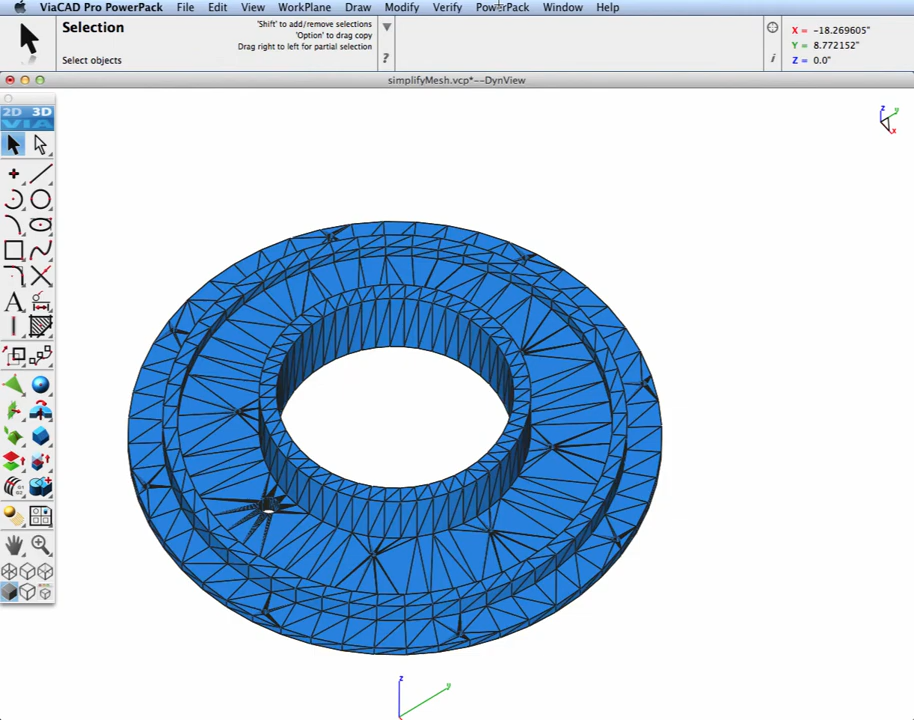 ViaCAD Pro PowerPack File Edit View WorkPlane Draw Modify Verify PowerPack Window Help
Selection
'Shift' to add/remove selections
'Option' to drag copy
Drag right to left for partial selection
Select objects
?
i
X = -18.269605"
Y = 8.772152"
Z = 0.0"
simplifyMesh.vcp*--DynView
2D 3D
VIA
A
G1
G2
z
y
x
z
y